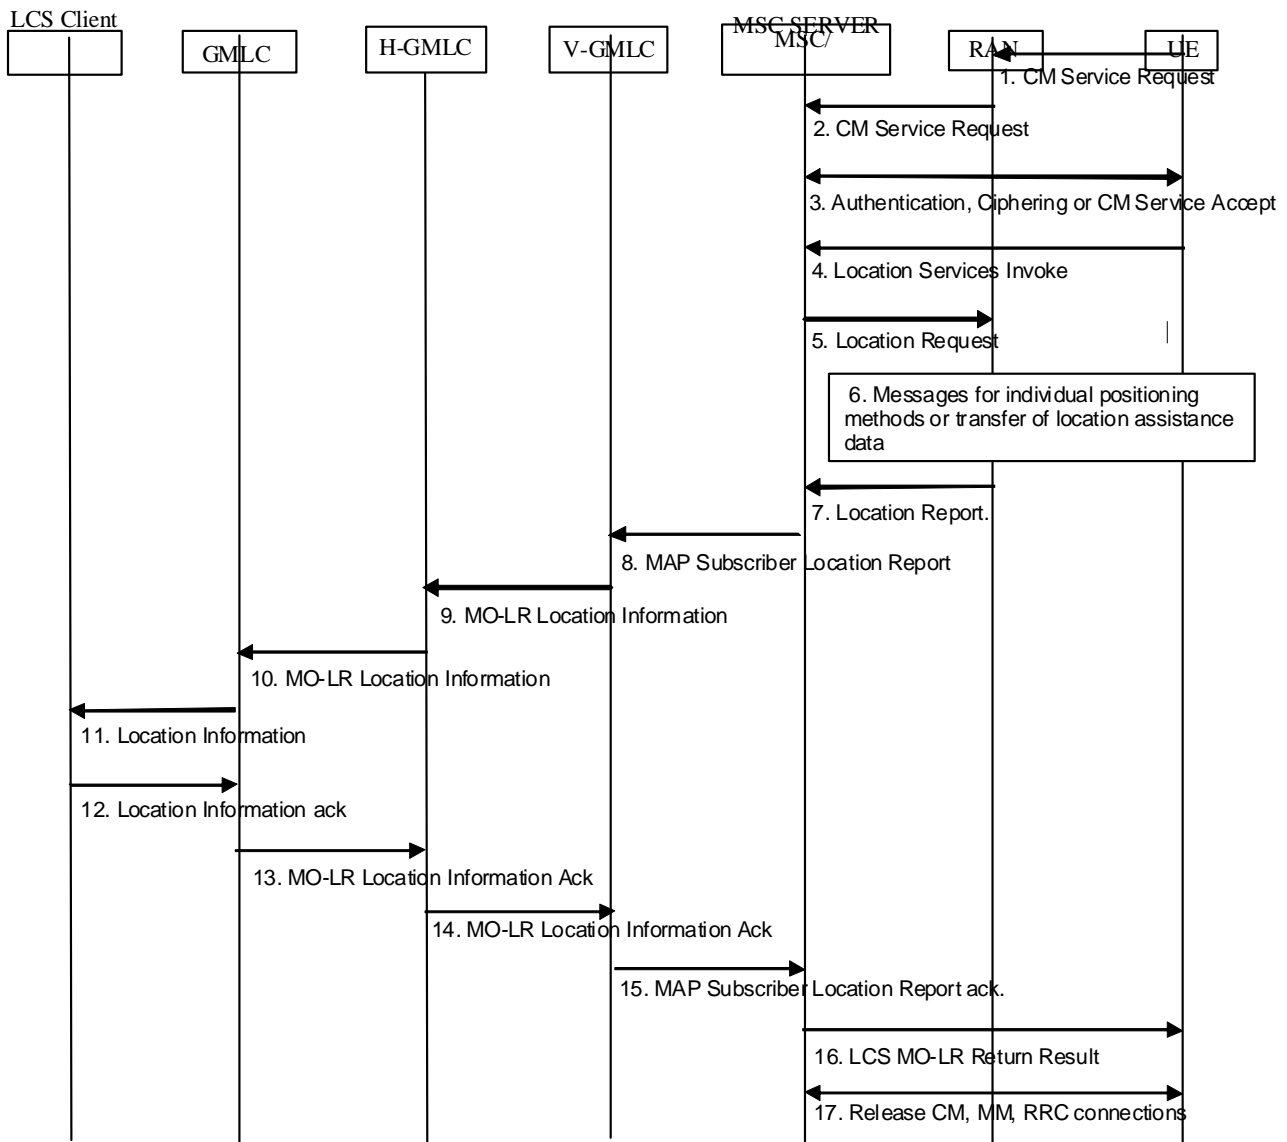 LCS Client
GMLC
H-GMLC
V-GMLC
MSC SERVER
MSC/
RAN
UE
1. CM Service Request
2. CM Service Request
3. Authentication, Ciphering or CM Service Accept
4. Location Services Invoke
5. Location Request
6. Messages for individual positioning
methods or transfer of location assistance
data
7. Location Report.
8. MAP Subscriber Location Report
9. MO-LR Location Information
10. MO-LR Location Information
11. Location Information
12. Location Information ack
13. MO-LR Location Information Ack
14. MO-LR Location Information Ack
15. MAP Subscriber Location Report ack.
16. LCS MO-LR Return Result
17. Release CM, MM, RRC connections